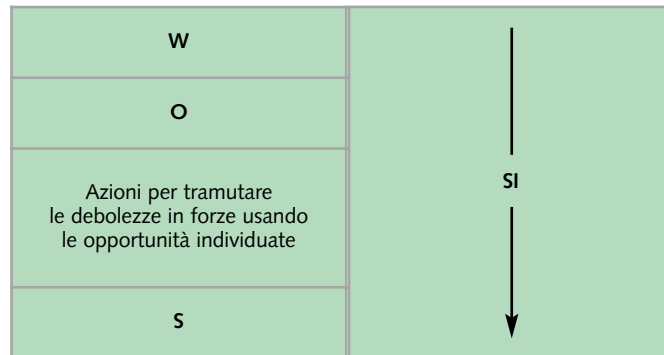 W
O
Azioni per tramutare
le debolezze in forze usando
le opportunità individuate
S
SI